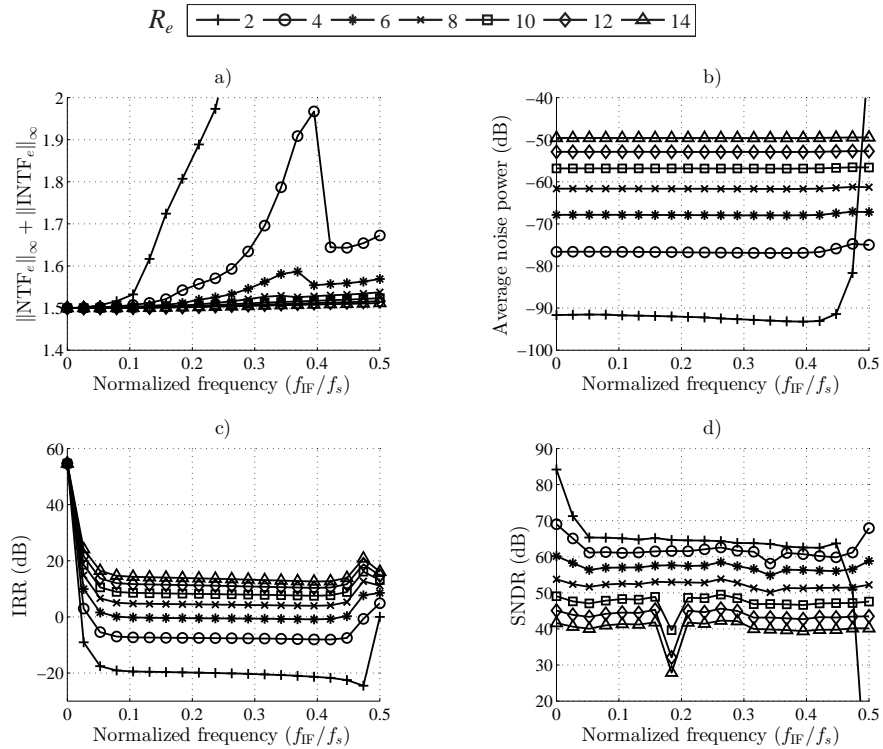 R_e 2 4 6 8 10 12 14
a)
||NTF_e||_∞ + ||INTF_e||_∞
2
1.9
1.8
1.7
1.6
1.5
1.4
0 0.1 0.2 0.3 0.4 0.5
Normalized frequency (f_IF/f_s)
b)
Average noise power (dB)
−40
−50
−60
−70
−80
−90
−100
0 0.1 0.2 0.3 0.4 0.5
Normalized frequency (f_IF/f_s)
c)
IRR (dB)
60
40
20
0
−20
0 0.1 0.2 0.3 0.4 0.5
Normalized frequency (f_IF/f_s)
d)
SNDR (dB)
90
80
70
60
50
40
30
20
0 0.1 0.2 0.3 0.4 0.5
Normalized frequency (f_IF/f_s)